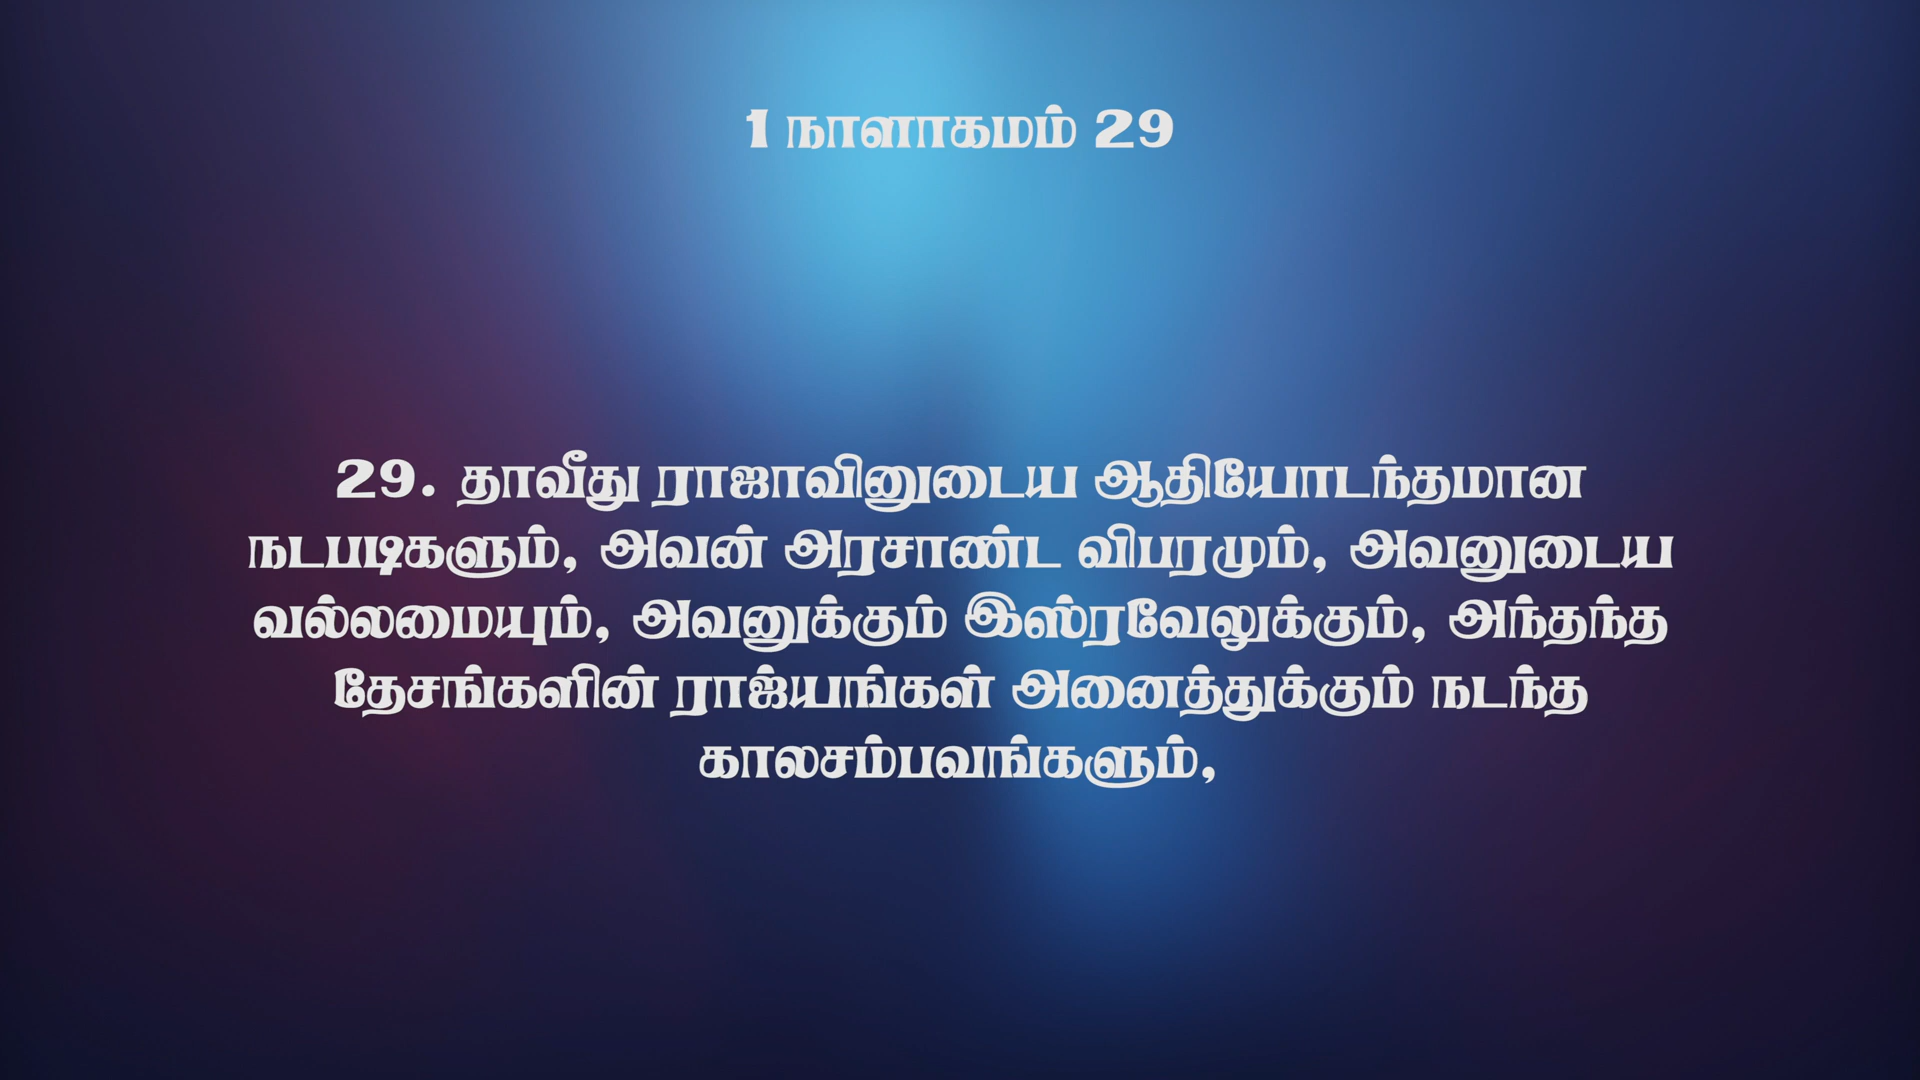 1 நாளாகமம் 29
29. தாவீது ராஜாவினுடைய ஆதியோடந்தமான
நடபடிகளும், அவன் அரசாண்ட விபரமும், அவனுடைய
வல்லமையும், அவனுக்கும் இஸ்ரவேலுக்கும், அந்தந்த
தேசங்களின் ராஜ்யங்கள் அனைத்துக்கும் நடந்த
காலசம்பவங்களும்,